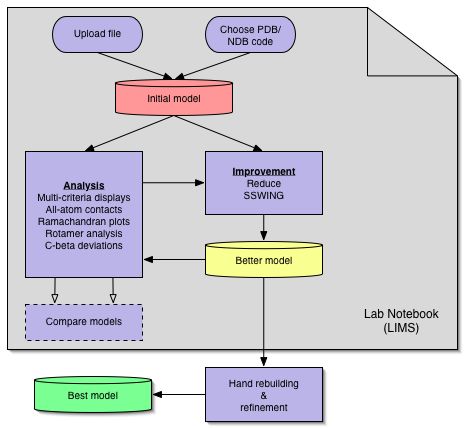 Upload file
Choose PDB/
NDB code
Initial model
Analysis
Multi-criteria displays
All-atom contacts
Ramachandran plots
Rotamer analysis
C-beta deviations
Improvement
Reduce
SSWING
Better model
Compare models
Lab Notebook
(LIMS)
Hand rebuilding
&
refinement
Best model